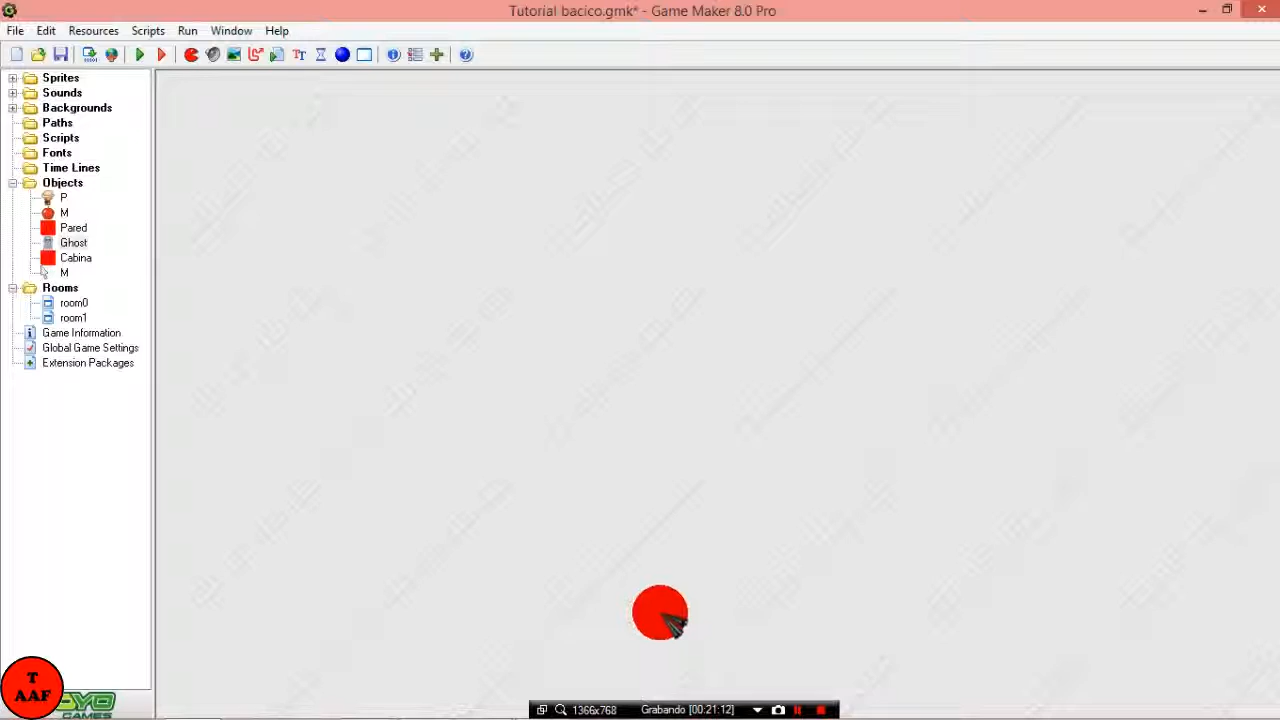 Tutorial bacico.gmk* - Game Maker 8.0 Pro
File Edit Resources Scripts Run Window Help
Sprites
Sounds
Backgrounds
Paths
Scripts
Fonts
Time Lines
Objects
P
M
Pared
Ghost
Cabina
M
Rooms
room0
room1
Game Information
Global Game Settings
Extension Packages
T
AAF
GAMES
1366x768 Grabando [00:21:12]